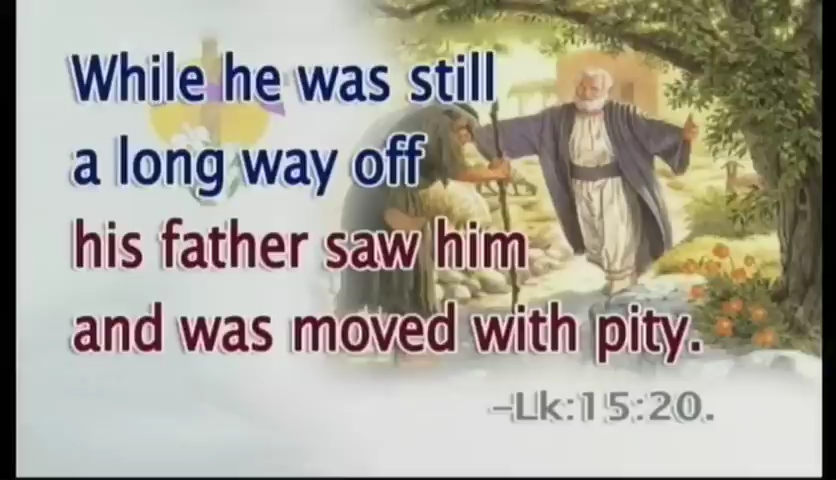 While he was still
a long way off
his father saw him
and was moved with pity.
–Lk:15:20.